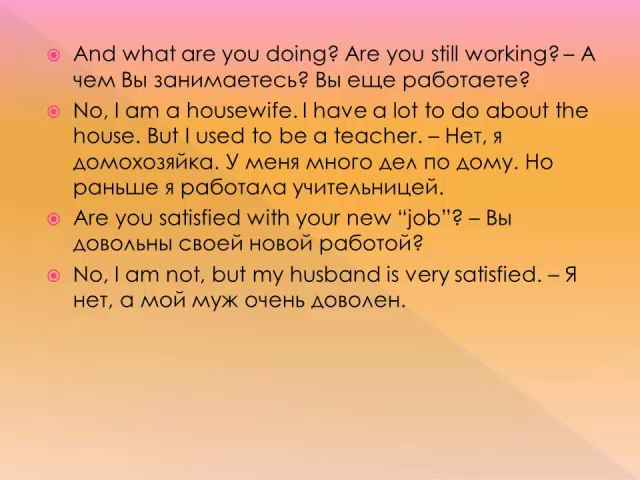 And what are you doing? Are you still working? – А
чем Вы занимаетесь? Вы еще работаете?
No, I am a housewife. I have a lot to do about the
house. But I used to be a teacher. – Нет, я
домохозяйка. У меня много дел по дому. Но
раньше я работала учительницей.
Are you satisfied with your new “job”? – Вы
довольны своей новой работой?
No, I am not, but my husband is very satisfied. – Я
нет, а мой муж очень доволен.